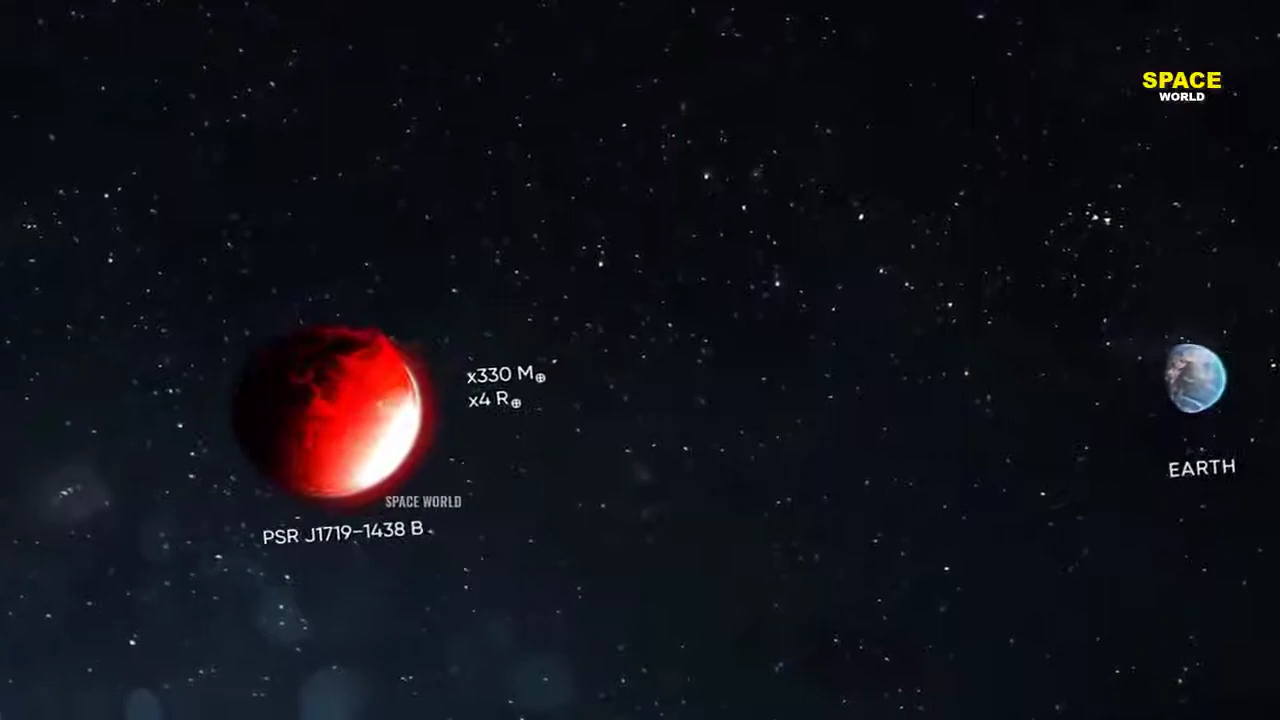 SPACE
WORLD
x330 M⊕
x4 R⊕
EARTH
SPACE WORLD
PSR J1719–1438 B